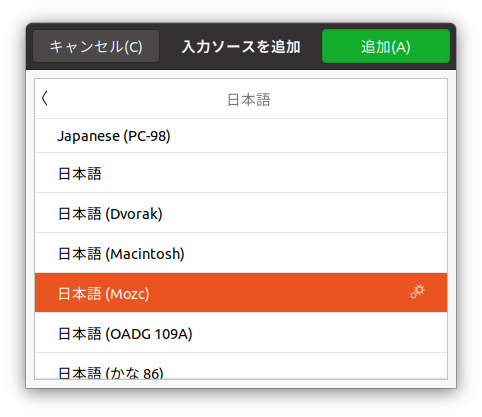 キャンセル(C) 入力ソースを追加 追加(A)
日本語
Japanese (PC-98)
日本語
日本語 (Dvorak)
日本語 (Macintosh)
日本語 (Mozc)
日本語 (OADG 109A)
日本語 (かな 86)